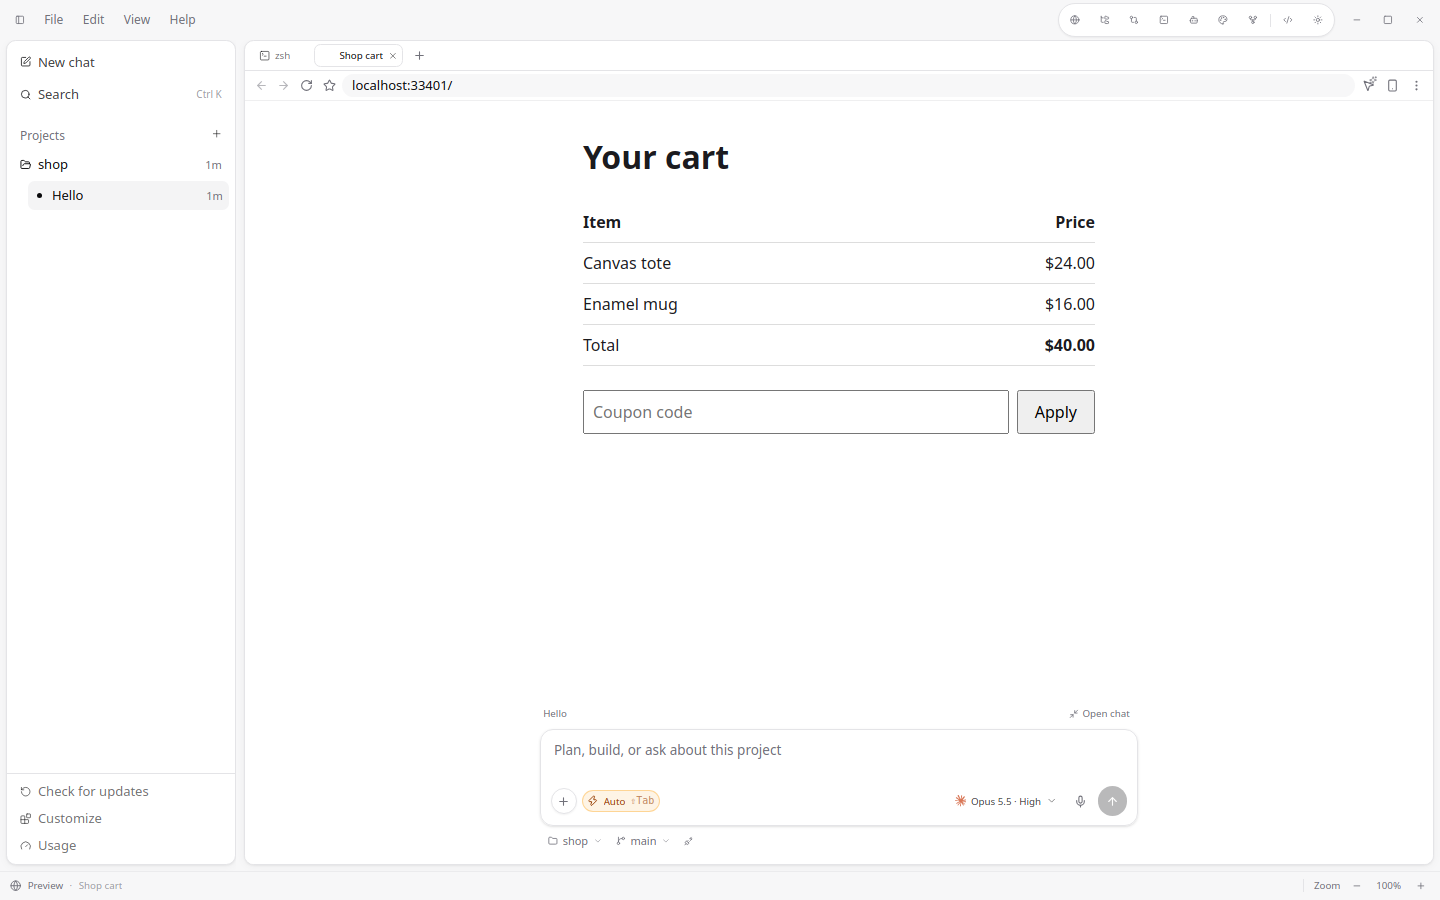 File Edit View Help
New chat
Search Ctrl K
Projects
shop 1m
Hello 1m
Check for updates
Customize
Usage
zsh Shop cart
localhost:33401/
Your cart
Item Price
Canvas tote $24.00
Enamel mug $16.00
Total $40.00
Coupon code Apply
Hello Open chat
Plan, build, or ask about this project
Auto ⇧Tab Opus 5.5 · High
shop main
Preview · Shop cart Zoom 100%